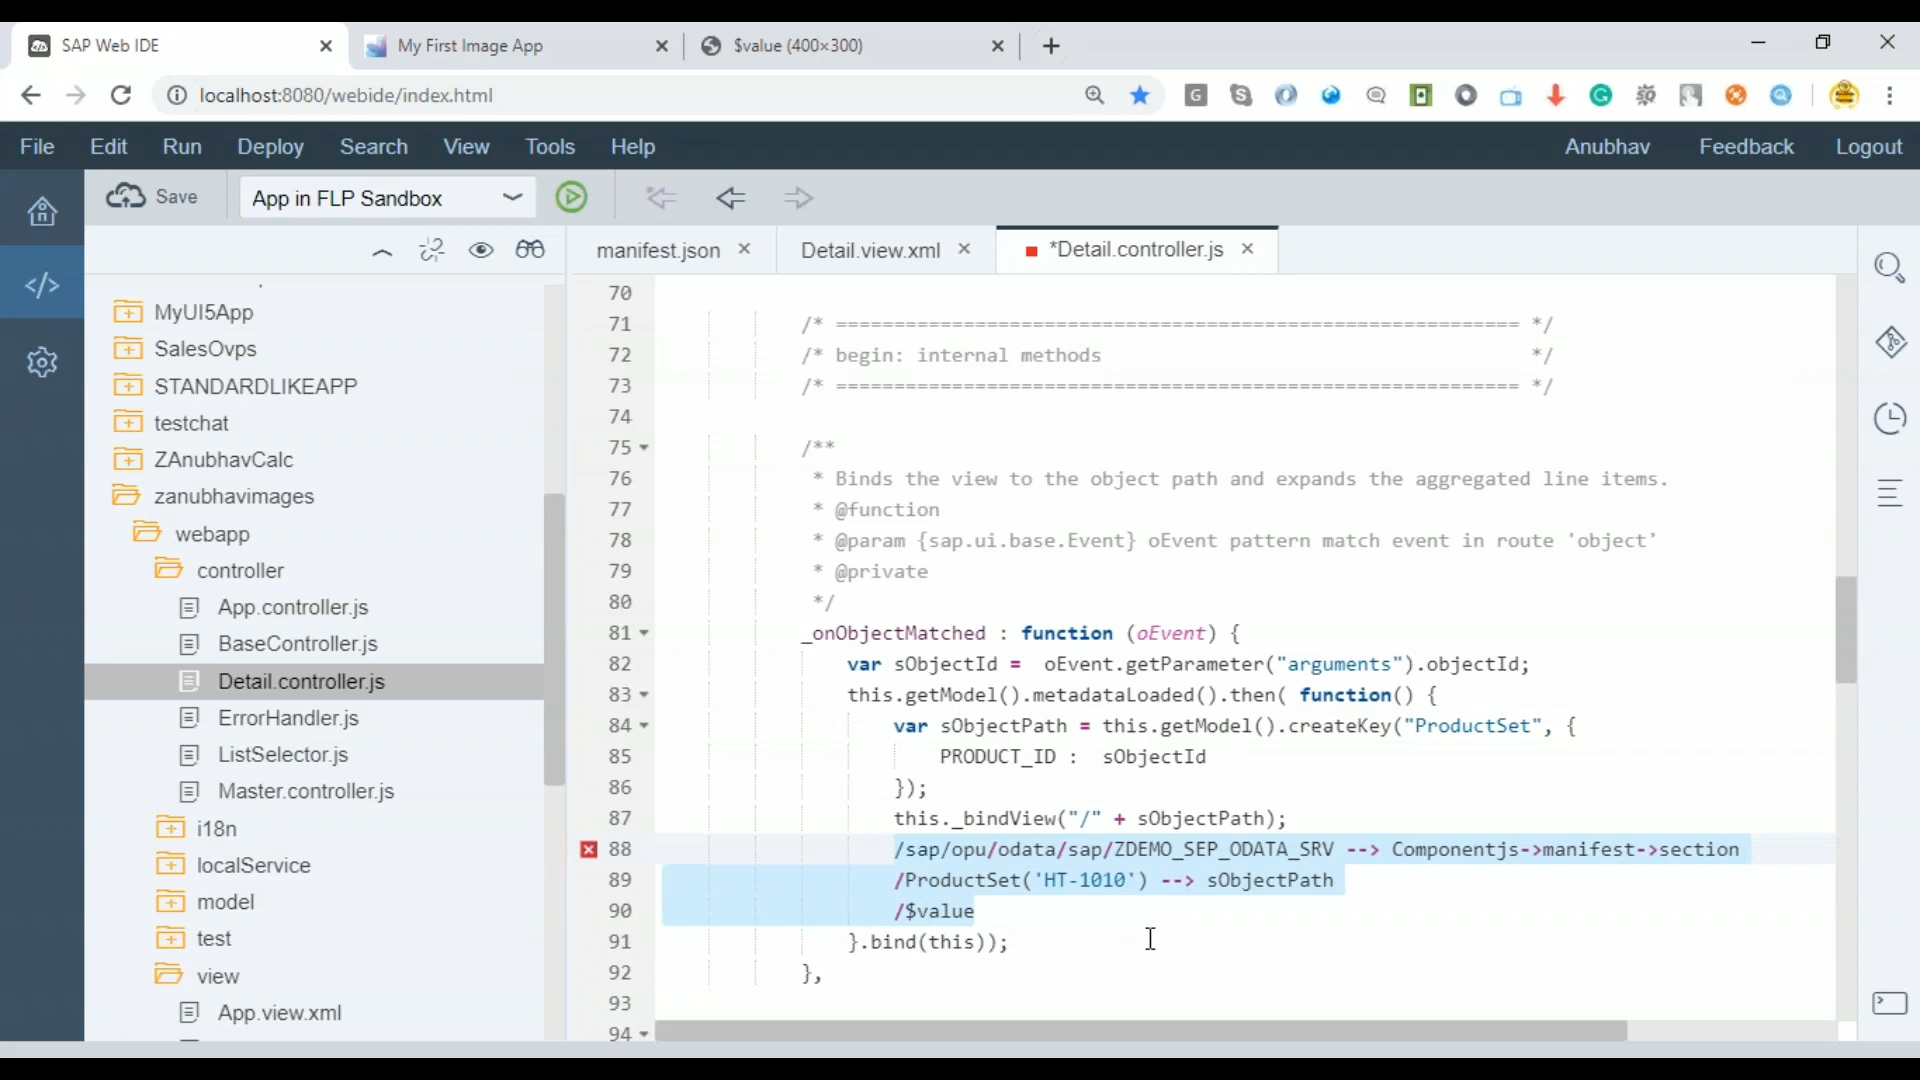 SAP Web IDE
My First Image App
$value (400×300)
localhost:8080/webide/index.html
File Edit Run Deploy Search View Tools Help Anubhav Feedback Logout
Save
App in FLP Sandbox
manifest.json
Detail.view.xml
*Detail.controller.js
MyUI5App
SalesOvps
STANDARDLIKEAPP
testchat
ZAnubhavCalc
zanubhavimages
webapp
controller
App.controller.js
BaseController.js
Detail.controller.js
ErrorHandler.js
ListSelector.js
Master.controller.js
i18n
localService
model
test
view
App.view.xml
70
71 /* =========================================================== */
72 /* begin: internal methods */
73 /* =========================================================== */
74
75 /**
76 * Binds the view to the object path and expands the aggregated line items.
77 * @function
78 * @param {sap.ui.base.Event} oEvent pattern match event in route 'object'
79 * @private
80 */
81 _onObjectMatched : function (oEvent) {
82 var sObjectId =  oEvent.getParameter("arguments").objectId;
83 this.getModel().metadataLoaded().then( function() {
84 var sObjectPath = this.getModel().createKey("ProductSet", {
85 PRODUCT_ID :  sObjectId
86 });
87 this._bindView("/" + sObjectPath);
88 /sap/opu/odata/sap/ZDEMO_SEP_ODATA_SRV --> Componentjs->manifest->section
89 /ProductSet('HT-1010') --> sObjectPath
90 /$value
91 }.bind(this));
92 },
93
94